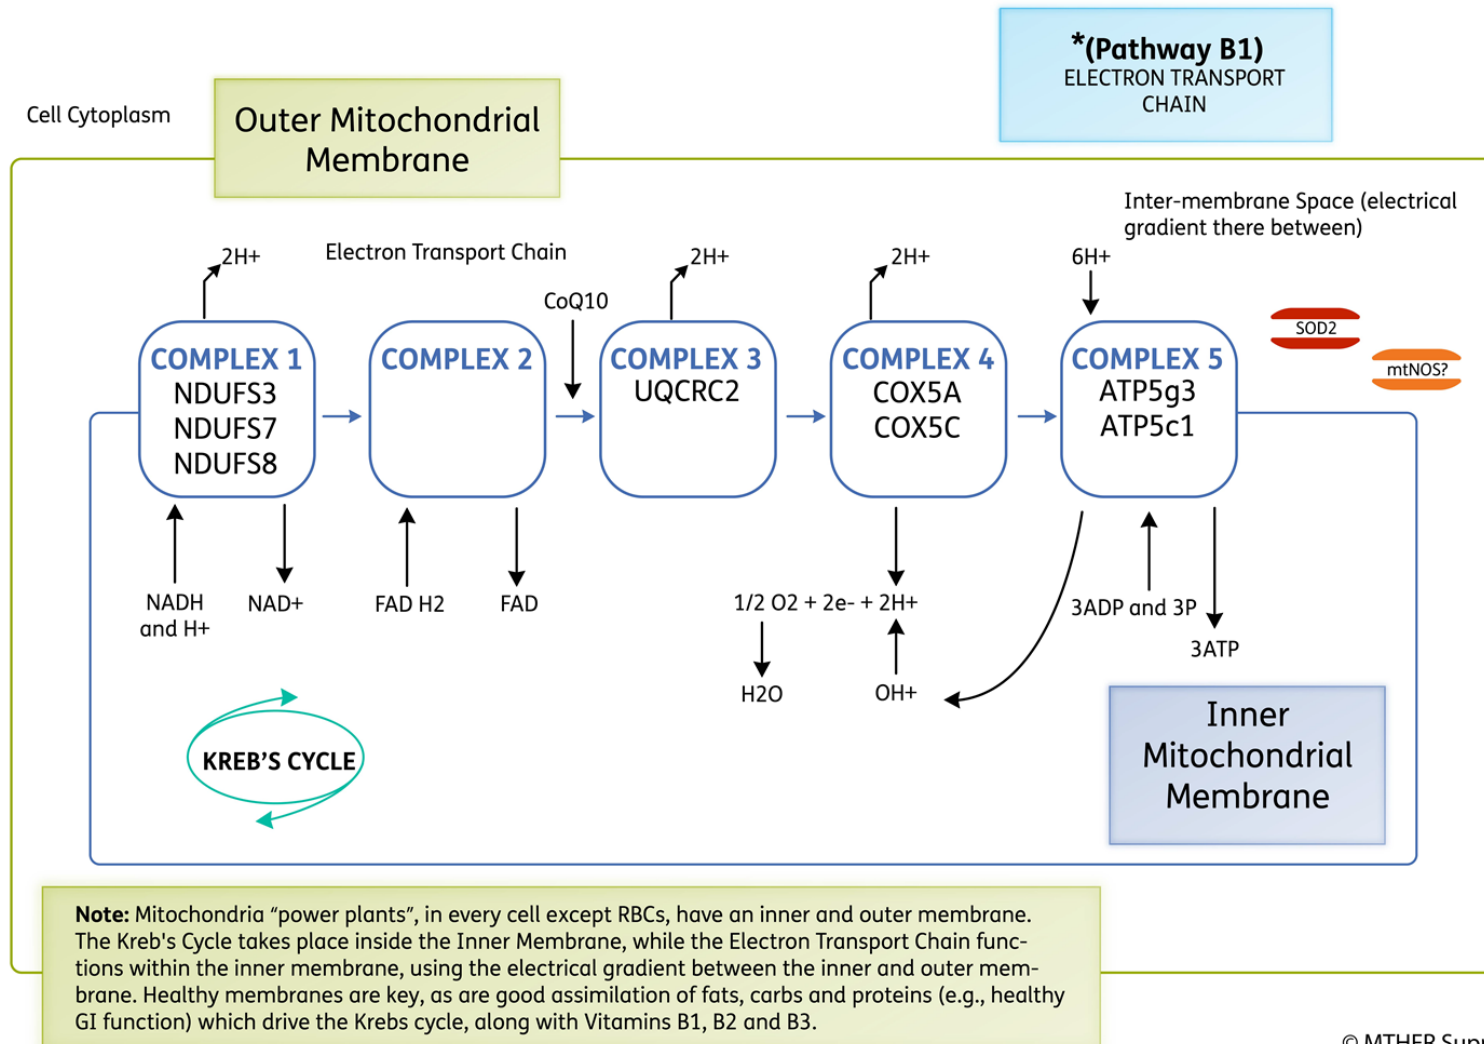 *(Pathway B1)
ELECTRON TRANSPORT
CHAIN
Cell Cytoplasm
Outer Mitochondrial
Membrane
Inter-membrane Space (electrical
gradient there between)
2H+
Electron Transport Chain
CoQ10
2H+
2H+
6H+
COMPLEX 1
NDUFS3
NDUFS7
NDUFS8
COMPLEX 2
COMPLEX 3
UQCRC2
COMPLEX 4
COX5A
COX5C
COMPLEX 5
ATP5g3
ATP5c1
SOD2
mtNOS?
NADH
and H+
NAD+
FAD H2
FAD
1/2 O2 + 2e- + 2H+
H2O
OH+
3ADP and 3P
3ATP
KREB'S CYCLE
Inner
Mitochondrial
Membrane
Note: Mitochondria “power plants”, in every cell except RBCs, have an inner and outer membrane.
The Kreb's Cycle takes place inside the Inner Membrane, while the Electron Transport Chain func-
tions within the inner membrane, using the electrical gradient between the inner and outer mem-
brane. Healthy membranes are key, as are good assimilation of fats, carbs and proteins (e.g., healthy
GI function) which drive the Krebs cycle, along with Vitamins B1, B2 and B3.
© MTHFR